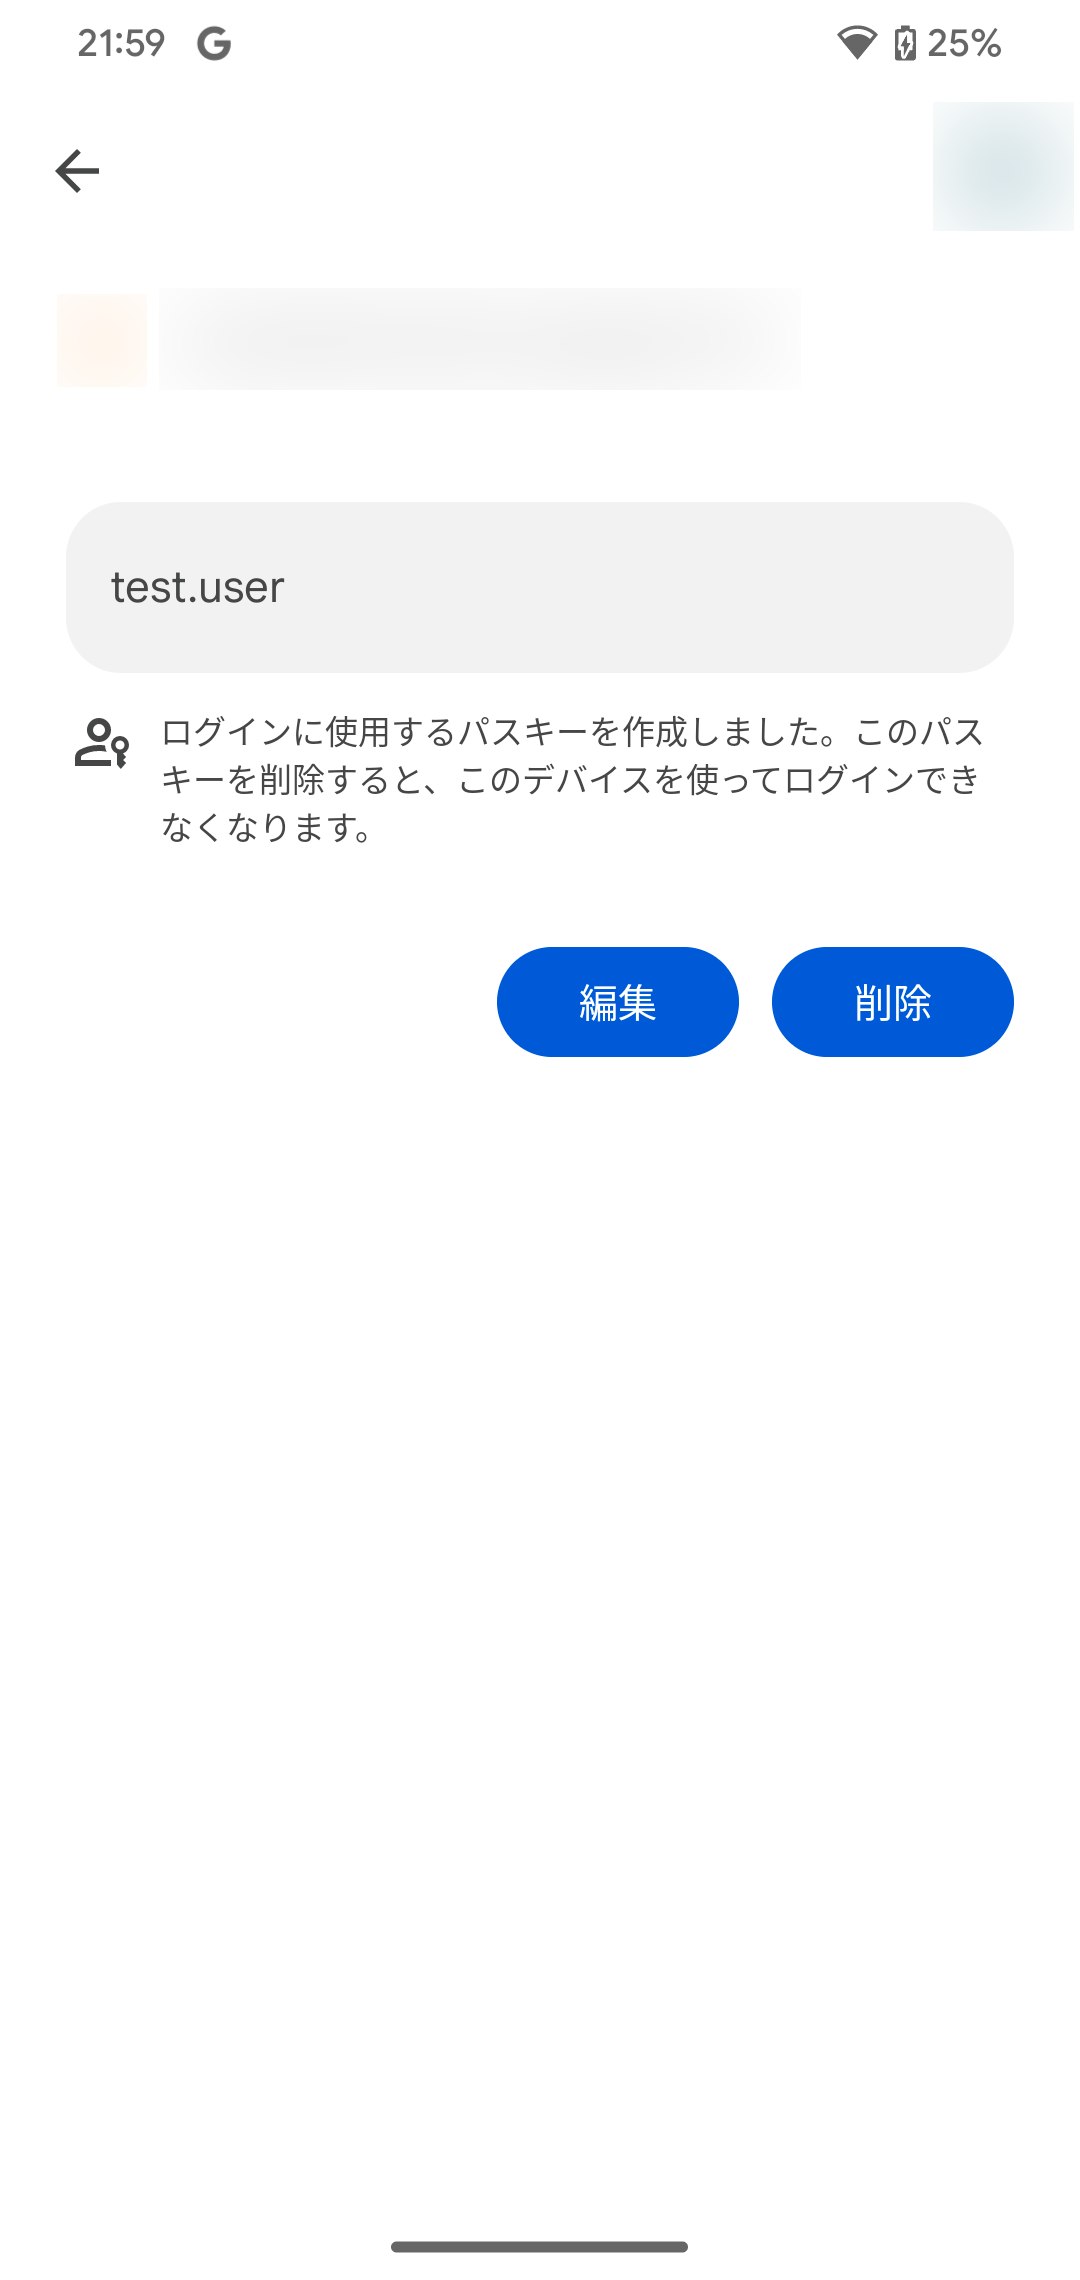 21:59 G 25%
test.user
ログインに使用するパスキーを作成しました。このパス
キーを削除すると、このデバイスを使ってログインでき
なくなります。
編集 削除